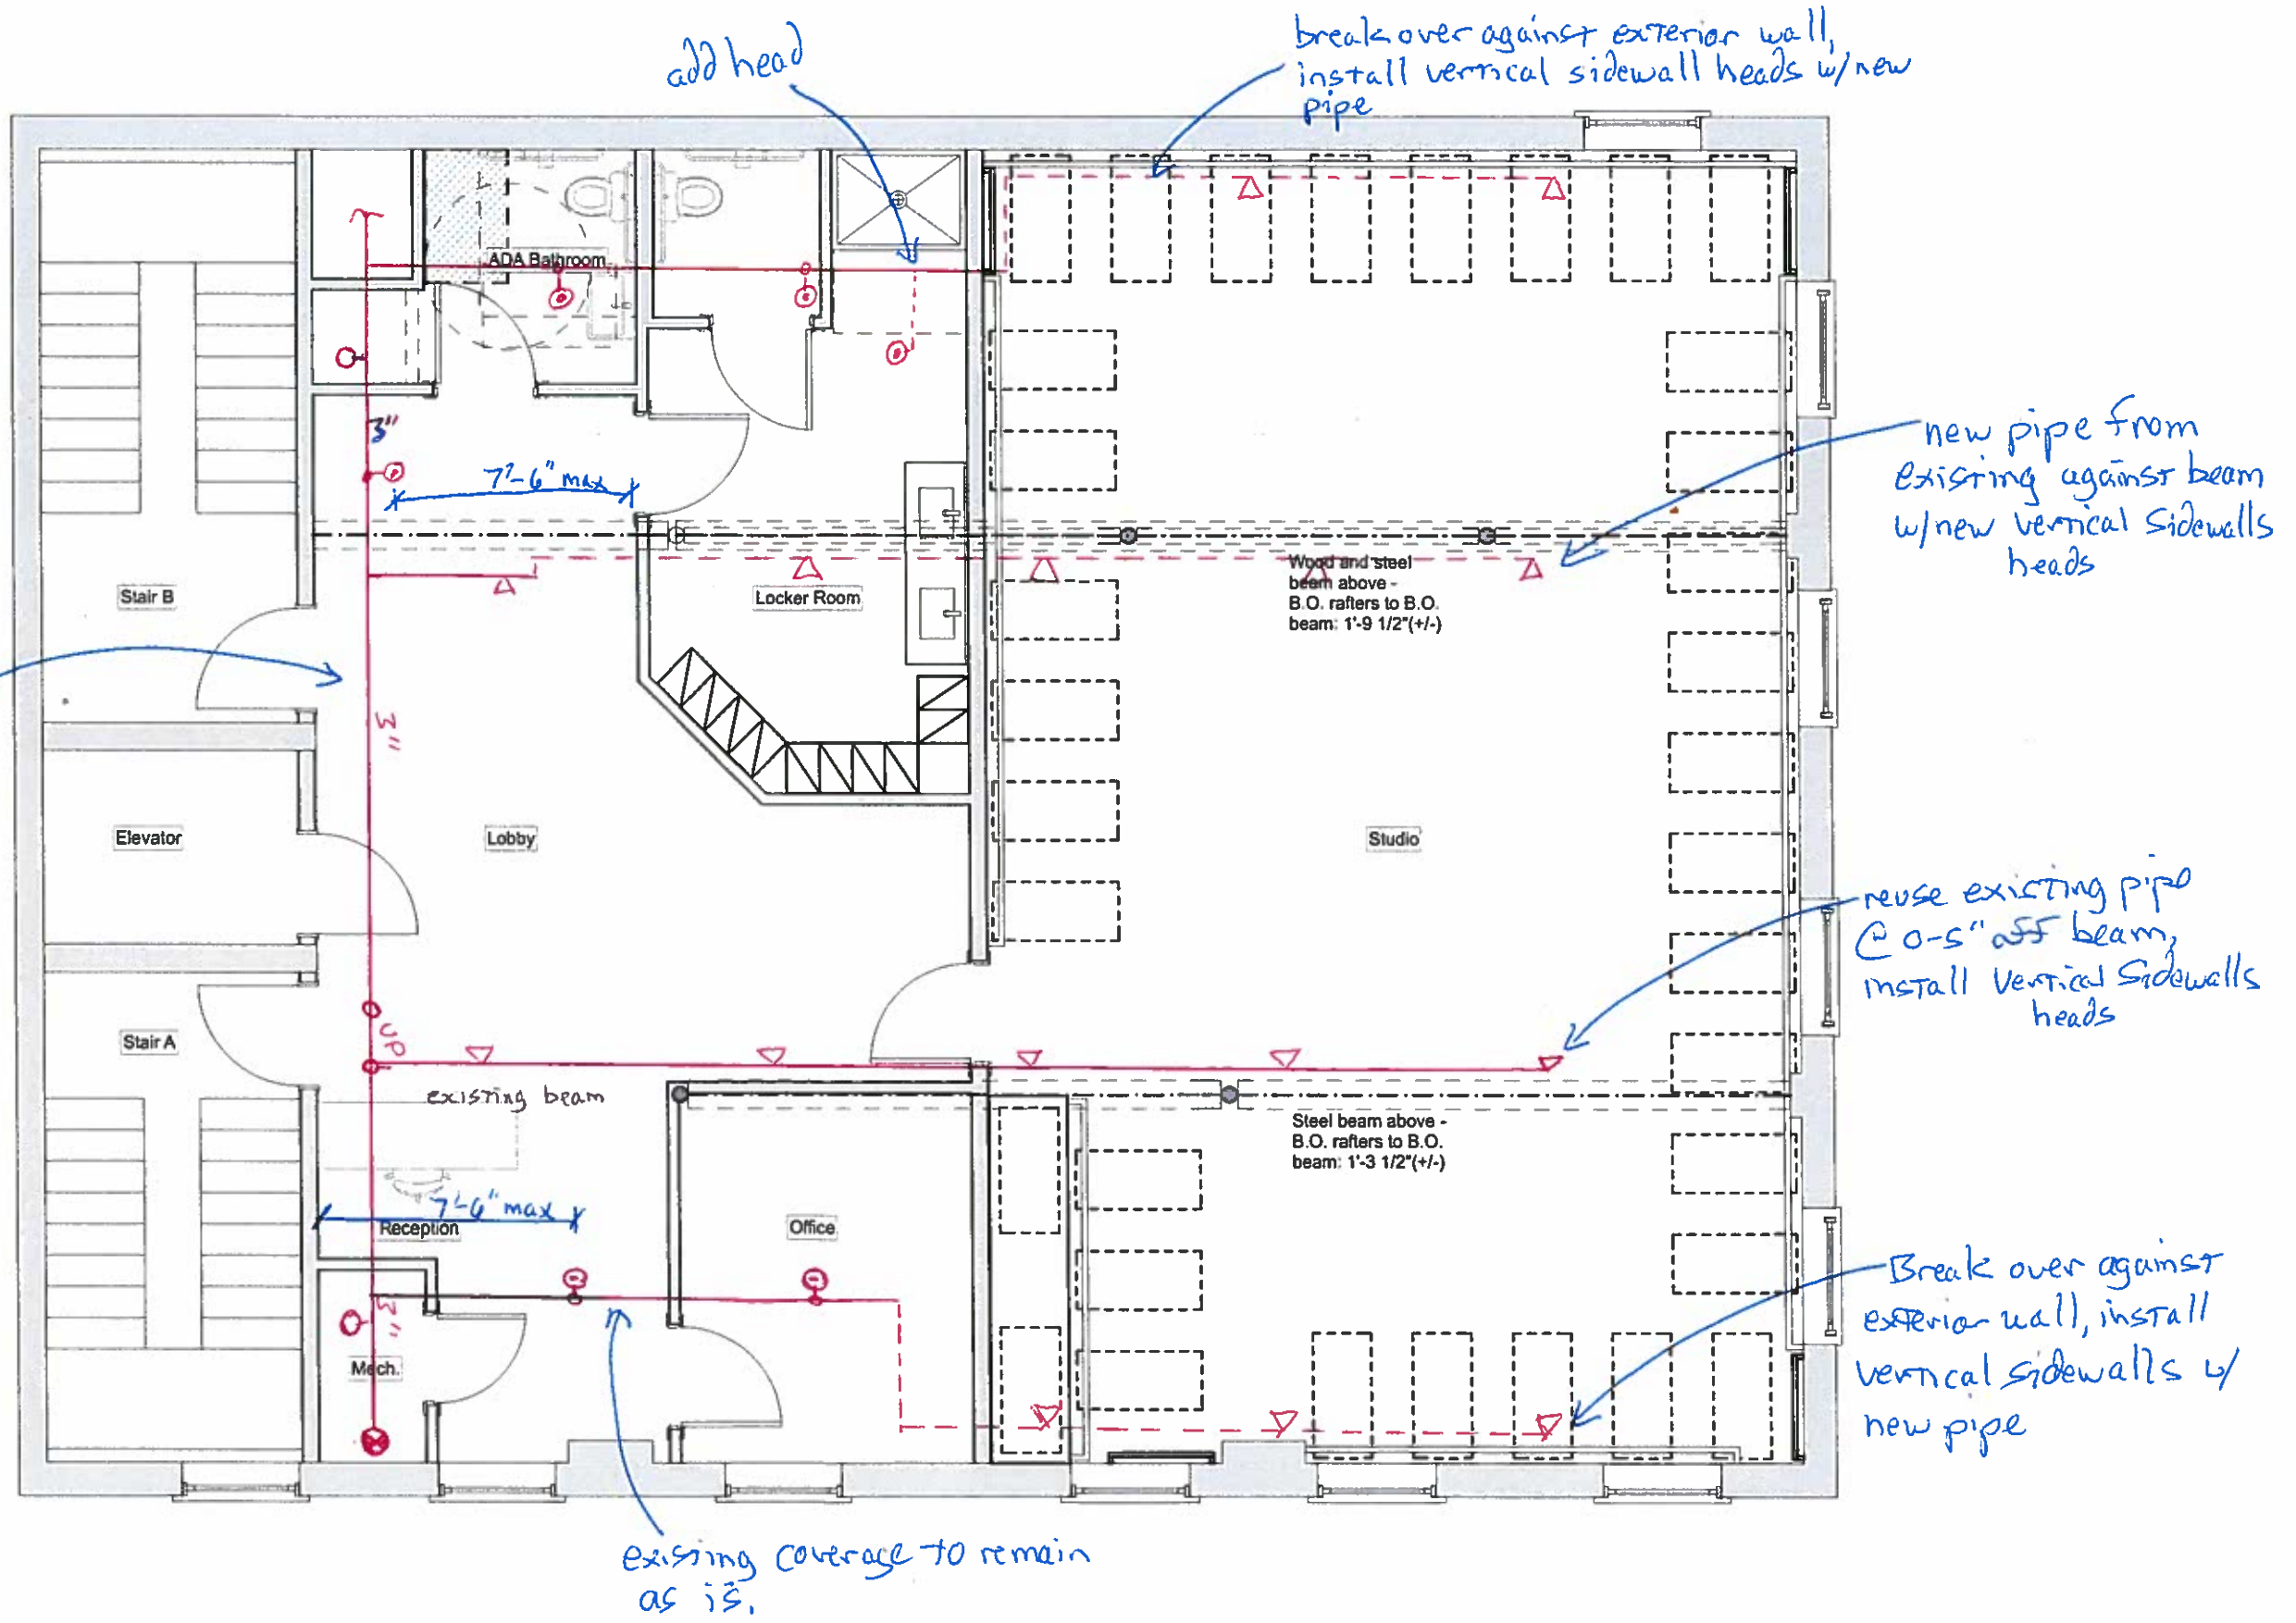 add head
break over against exterior wall,
install vertical sidewall heads w/new
pipe
ADA Bathroom
3"
7'-6" max
new pipe from
existing against beam
w/new vertical sidewalls
heads
Wood and steel
beam above -
B.O. rafters to B.O.
beam: 1'-9 1/2"(+/-)
Stair B
Locker Room
3"
Elevator
Lobby
Studio
reuse existing pipe
@ 0-5" off beam,
install vertical sidewalls
heads
UP
Stair A
existing beam
Steel beam above -
B.O. rafters to B.O.
beam: 1'-3 1/2"(+/-)
7'-6" max
Reception
Office
3"
Mech.
Break over against
exterior wall, install
vertical sidewalls w/
new pipe
existing coverage to remain
as is.